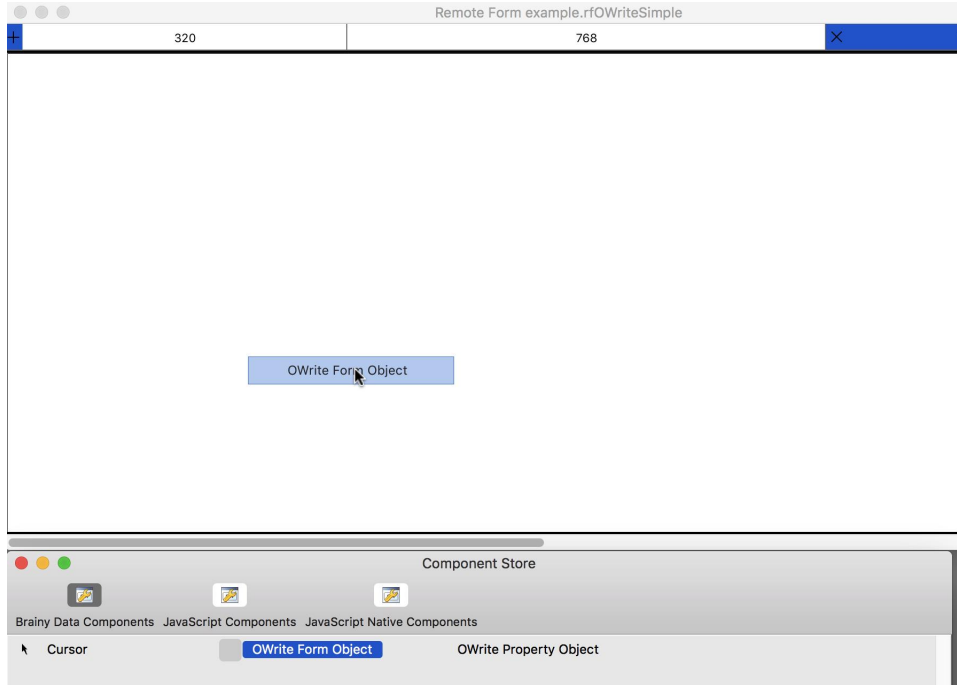 Remote Form example.rfOWriteSimple
320 768
OWrite Form Object
Component Store
Brainy Data Components JavaScript Components JavaScript Native Components
Cursor OWrite Form Object OWrite Property Object